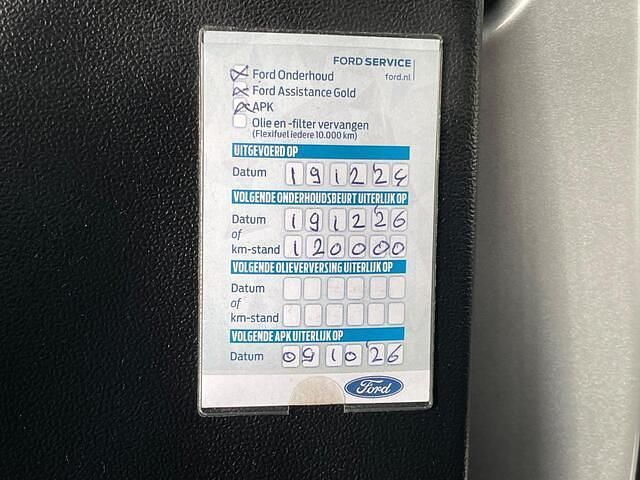 FORD SERVICE
ford.nl
Ford Onderhoud
Ford Assistance Gold
APK
Olie en -filter vervangen
(Flexifuel iedere 10.000 km)
UITGEVOERD OP
Datum 19122
VOLGENDE ONDERHOUDSBEURT UITERLIJK OP
Datum 191226
of
km-stand 120000
VOLGENDE OLIEVERVERSING UITERLIJK OP
Datum
of
km-stand
VOLGENDE APK UITERLIJK OP
Datum 091026
Ford